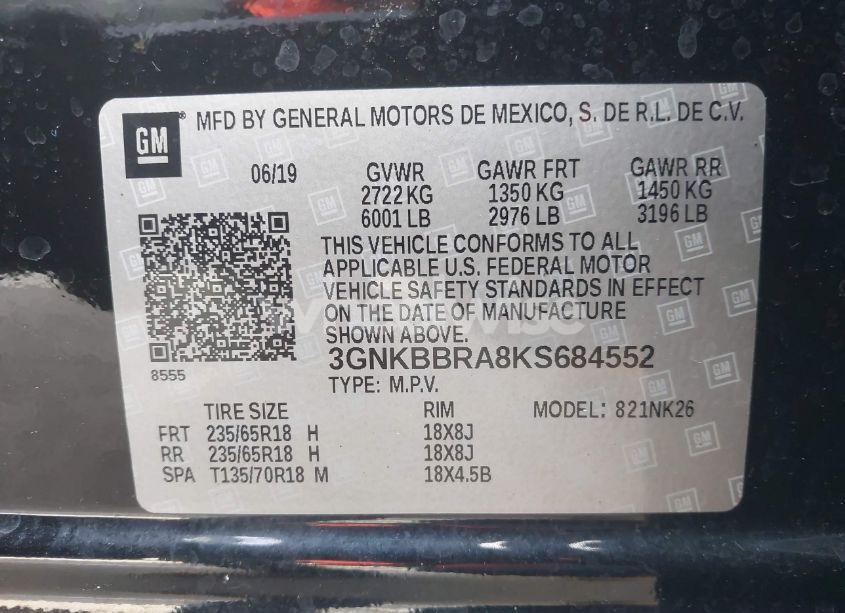 GM
MFD BY GENERAL MOTORS DE MEXICO, S. DE R.L. DE C.V.
06/19 GVWR GAWR FRT GAWR RR
2722 KG 1350 KG 1450 KG
6001 LB 2976 LB 3196 LB
THIS VEHICLE CONFORMS TO ALL
APPLICABLE U.S. FEDERAL MOTOR
VEHICLE SAFETY STANDARDS IN EFFECT
ON THE DATE OF MANUFACTURE
SHOWN ABOVE.
3GNKBBRA8KS684552
8555
TYPE: M.P.V.
TIRE SIZE RIM MODEL: 821NK26
FRT 235/65R18 H 18X8J
RR 235/65R18 H 18X8J
SPA T135/70R18 M 18X4.5B